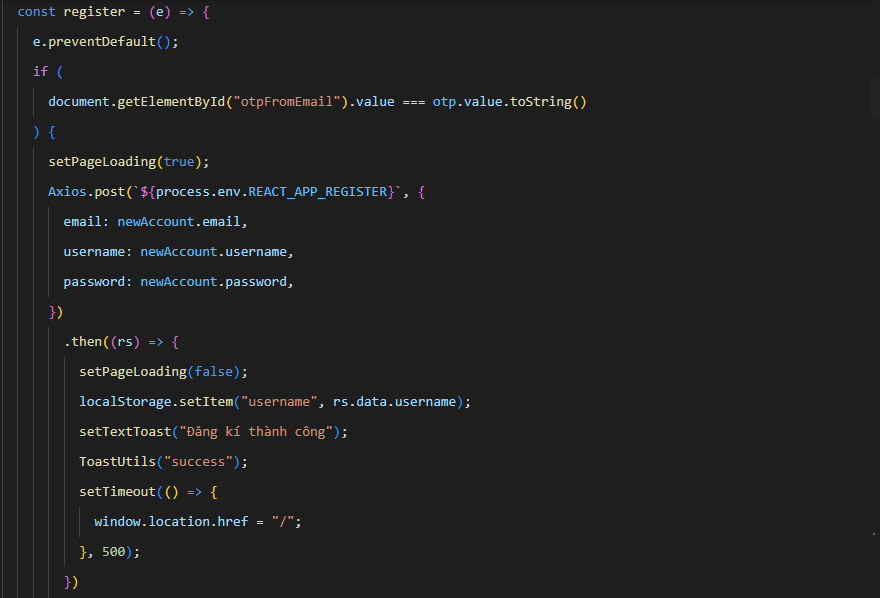 const register = (e) => {
e.preventDefault();
if (
document.getElementById("otpFromEmail").value === otp.value.toString()
) {
setPageLoading(true);
Axios.post(`${process.env.REACT_APP_REGISTER}`, {
email: newAccount.email,
username: newAccount.username,
password: newAccount.password,
})
.then((rs) => {
setPageLoading(false);
localStorage.setItem("username", rs.data.username);
setTextToast("Đăng kí thành công");
ToastUtils("success");
setTimeout(() => {
window.location.href = "/";
}, 500);
})